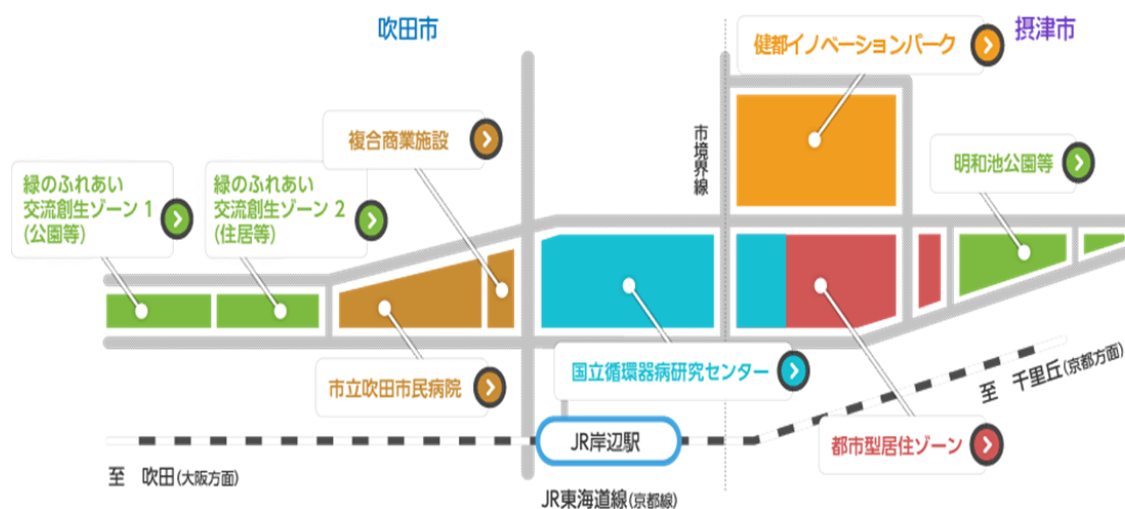 吹田市
摂津市
健都イノベーションパーク
複合商業施設
市境界線
明和池公園等
緑のふれあい
交流創生ゾーン 1
(公園等)
緑のふれあい
交流創生ゾーン 2
(住居等)
国立循環器病研究センター
市立吹田市民病院
至 千里丘(京都方面)
JR岸辺駅
都市型居住ゾーン
至 吹田(大阪方面)
JR東海道線(京都線)